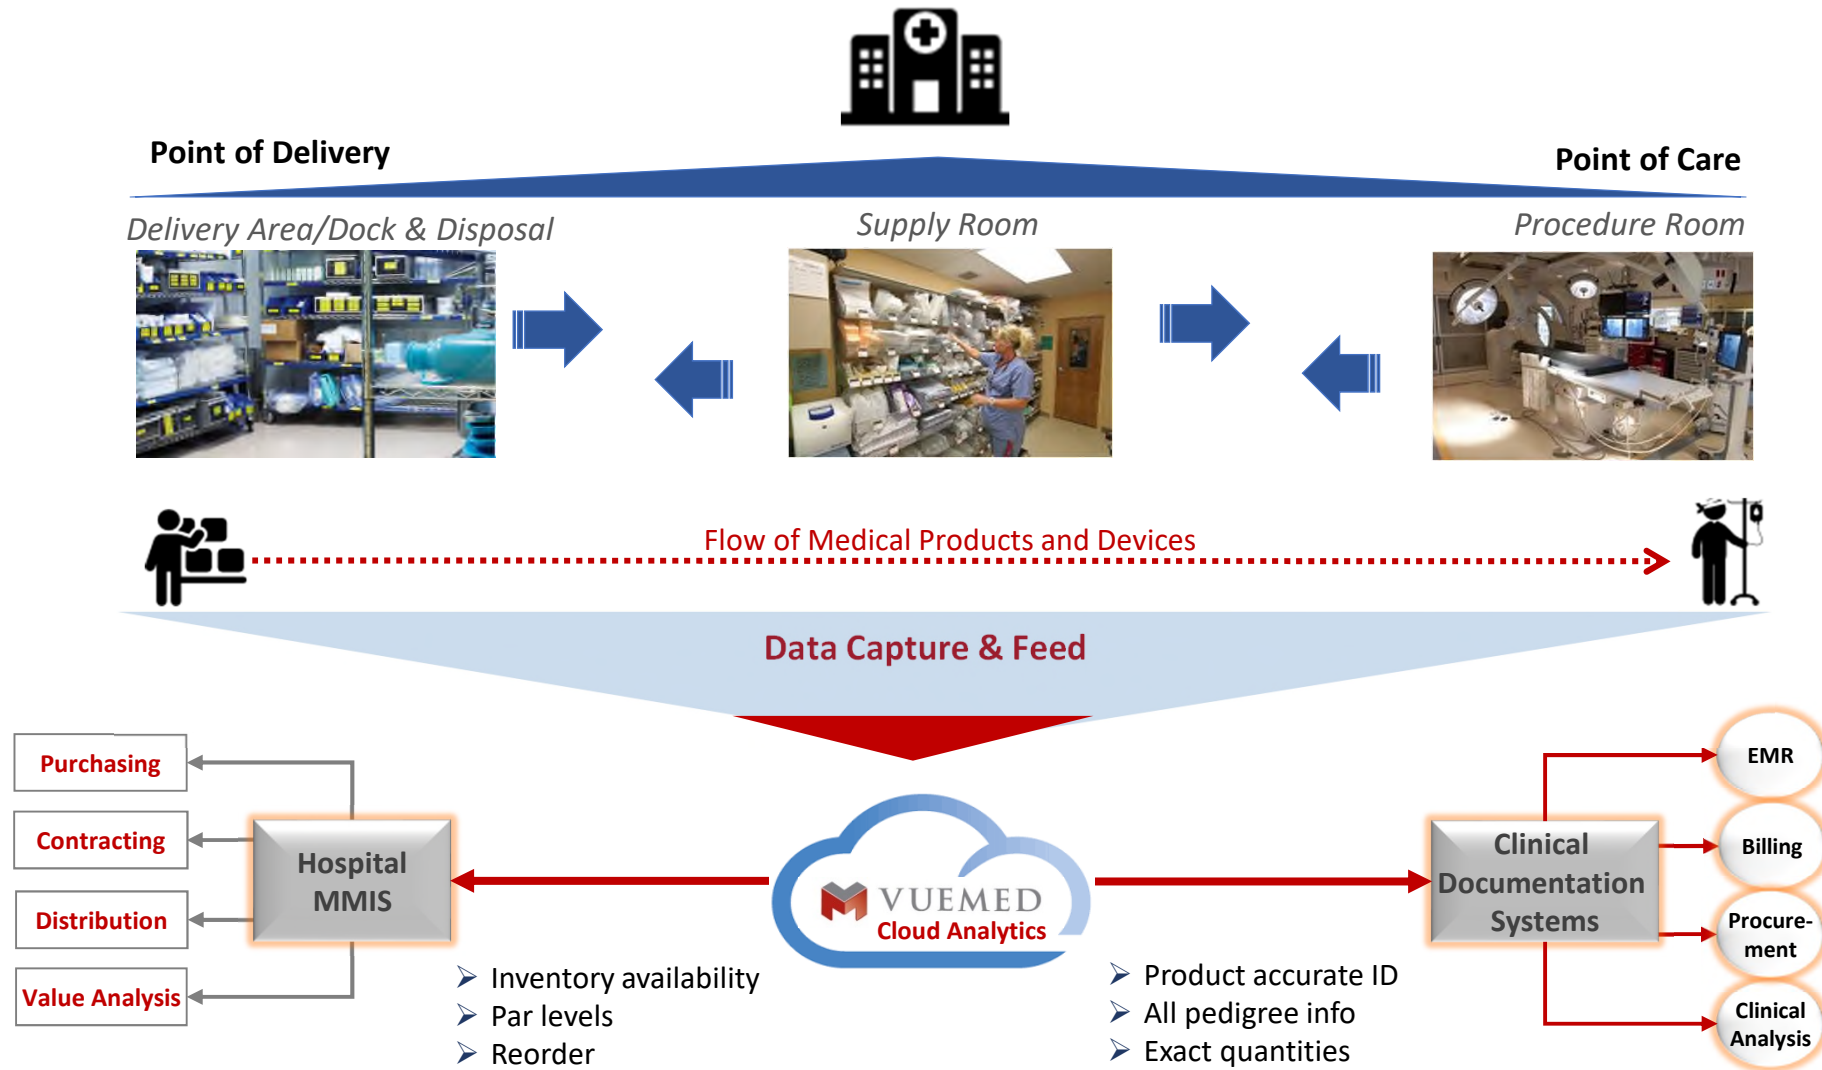 Point of Delivery
Point of Care
Delivery Area/Dock & Disposal
Supply Room
Procedure Room
Flow of Medical Products and Devices
Data Capture & Feed
Purchasing
Contracting
Distribution
Value Analysis
Hospital
MMIS
VUEMED
Cloud Analytics
Clinical
Documentation
Systems
EMR
Billing
Procure-
ment
Clinical
Analysis
➢ Inventory availability
➢ Par levels
➢ Reorder
➢ Product accurate ID
➢ All pedigree info
➢ Exact quantities